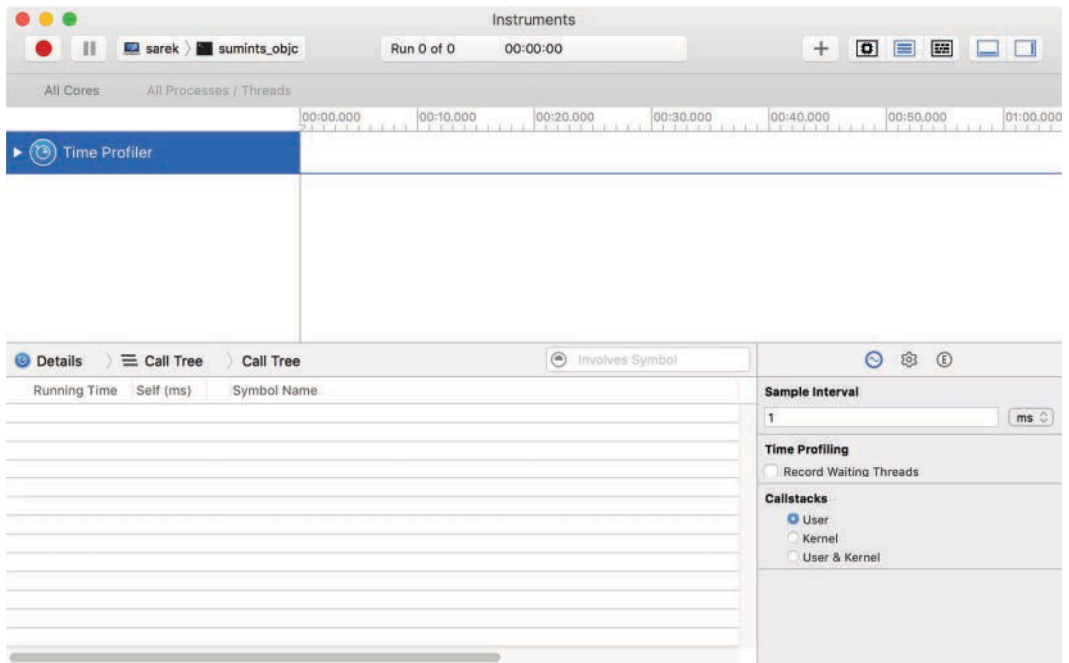 Instruments
sarek sumints_objc Run 0 of 0 00:00:00
All Cores All Processes / Threads
00:00.000 00:10.000 00:20.000 00:30.000 00:40.000 00:50.000 01:00.000
Time Profiler
Details Call Tree Call Tree Involves Symbol E
Running Time Self (ms) Symbol Name
Sample Interval
1 ms
Time Profiling
Record Waiting Threads
Callstacks
User
Kernel
User & Kernel